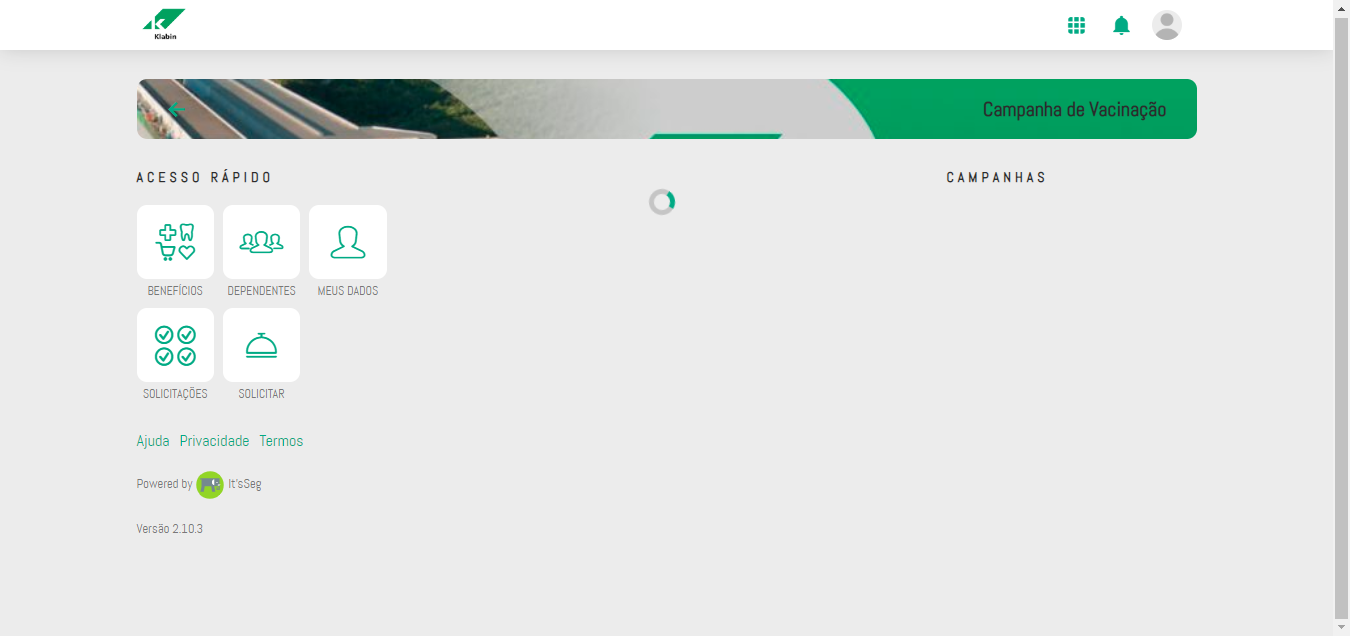 Klabin
Campanha de Vacinação
ACESSO RÁPIDO
CAMPANHAS
BENEFÍCIOS DEPENDENTES MEUS DADOS
SOLICITAÇÕES SOLICITAR
Ajuda Privacidade Termos
Powered by It'sSeg
Versão 2.10.3